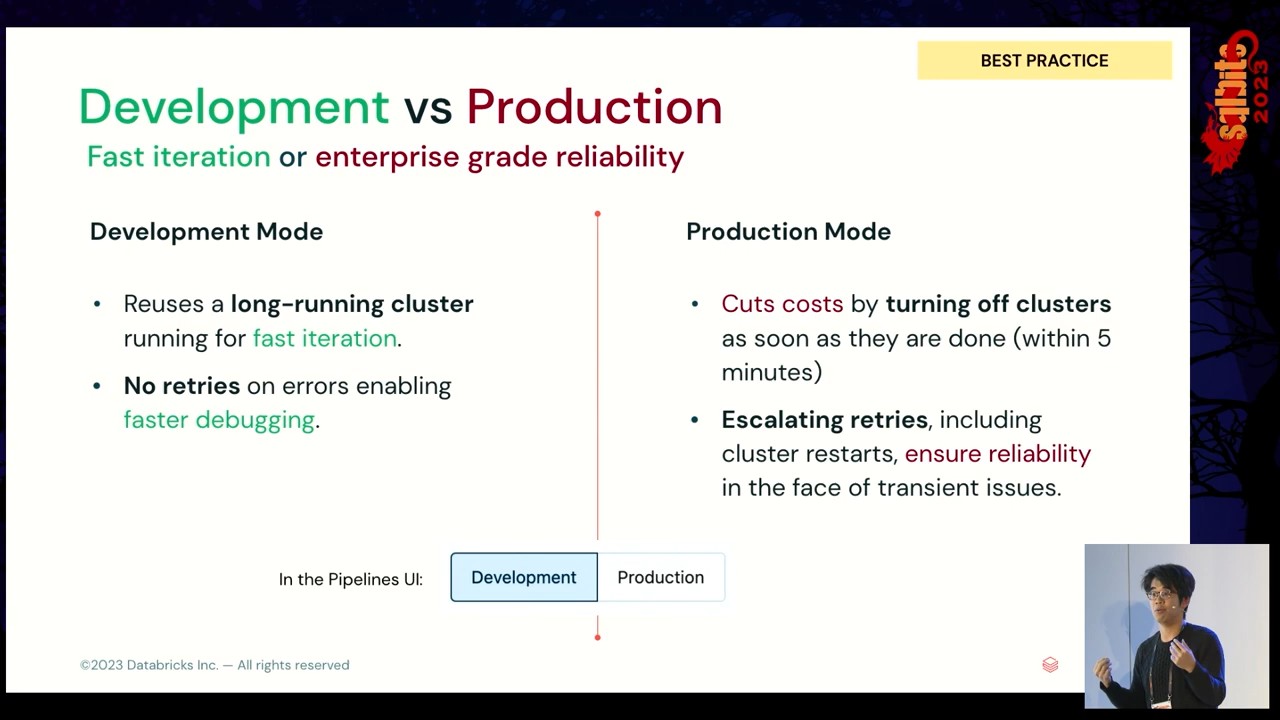 BEST PRACTICE
sqlbits
2023
Development vs Production
Fast iteration or enterprise grade reliability
Development Mode
• Reuses a long-running cluster
running for fast iteration.
• No retries on errors enabling
faster debugging.
Production Mode
• Cuts costs by turning off clusters
as soon as they are done (within 5
minutes)
• Escalating retries, including
cluster restarts, ensure reliability
in the face of transient issues.
In the Pipelines UI:
Development
Production
©2023 Databricks Inc. — All rights reserved